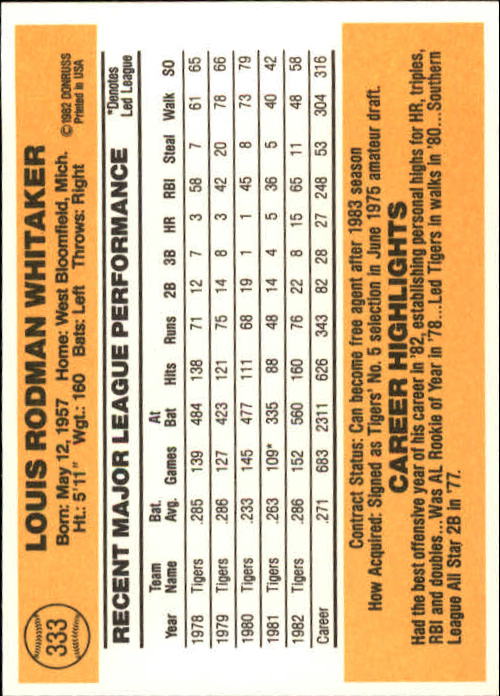 333
LOUIS RODMAN WHITAKER
Born: May 12, 1957 Home: West Bloomfield, Mich.
Ht.: 5'11" Wgt.: 160 Bats: Left Throws: Right
© 1982 DONRUSS
Printed in USA
RECENT MAJOR LEAGUE PERFORMANCE
*Denotes
Led League
Year Team Name Bat. Avg. Games At Bat Hits Runs 2B 3B HR RBI Steal Walk SO
1978 Tigers .285 139 484 138 71 12 7 3 58 7 61 65
1979 Tigers .286 127 423 121 75 14 8 3 42 20 78 66
1980 Tigers .233 145 477 111 68 19 1 1 45 8 73 79
1981 Tigers .263 109* 335 88 48 14 4 5 36 5 40 42
1982 Tigers .286 152 560 160 76 22 8 15 65 11 48 58
Career .271 683 2311 626 343 82 28 27 248 53 304 316
Contract Status: Can become free agent after 1983 season
How Acquired: Signed as Tigers' No. 5 selection in June 1975 amateur draft.
CAREER HIGHLIGHTS
Had the best offensive year of his career in '82, establishing personal highs for HR, triples,
RBI and doubles...Was AL Rookie of Year in '78...Led Tigers in walks in '80...Southern
League All Star 2B in '77.